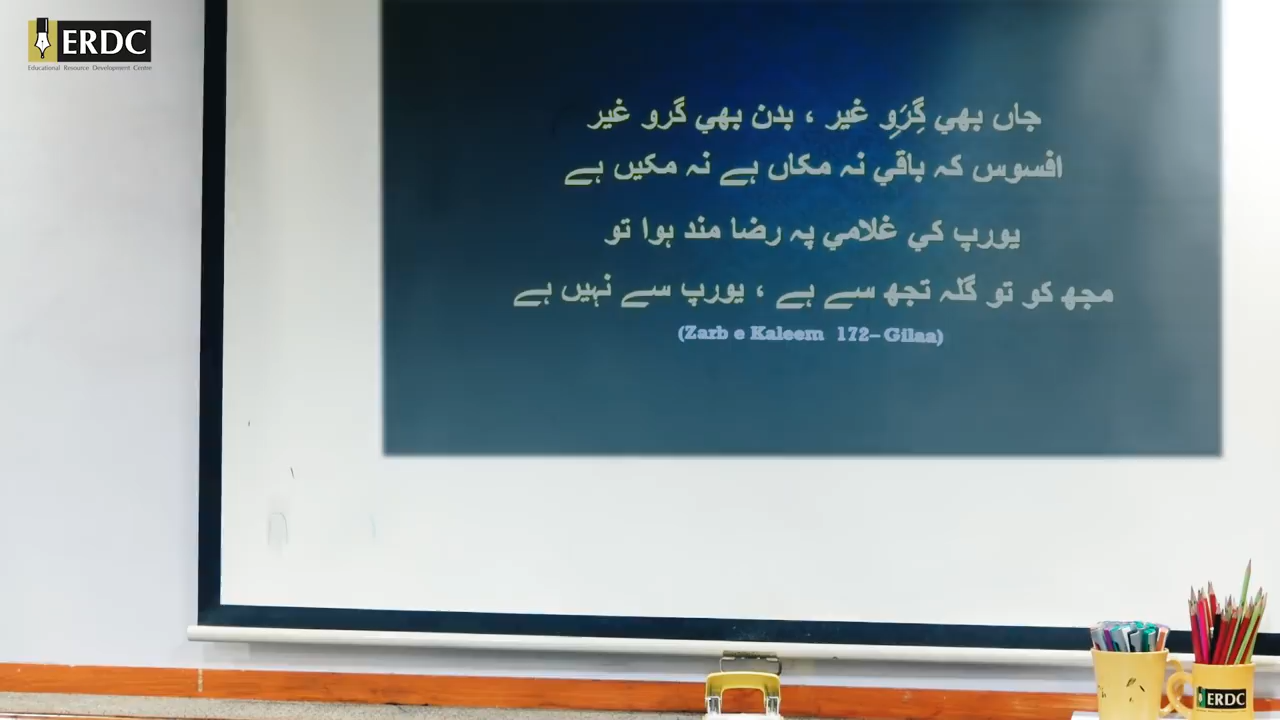 ERDC
Educational Resource Development Centre
جاں بھي گِرَوِ غير ، بدن بھي گرو غير
افسوس کہ باقي نہ مکاں ہے نہ مکيں ہے
يورپ کي غلامي پہ رضا مند ہوا تو
مجھ کو تو گلہ تجھ سے ہے ، يورپ سے نہيں ہے
(Zarb e Kaleem 172– Gilaa)
ERDC